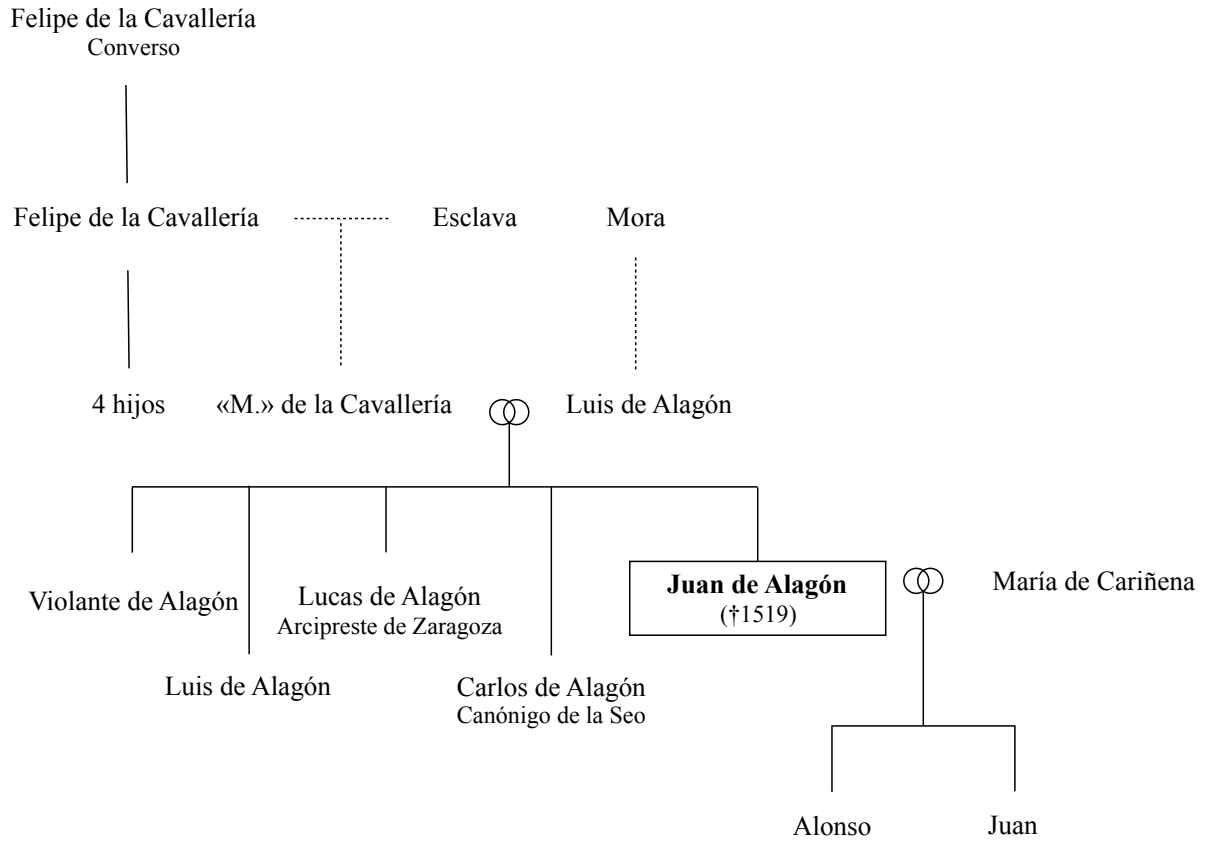 Felipe de la Cavallería
Converso
Felipe de la Cavallería
Esclava
Mora
4 hijos
«M.» de la Cavallería
Luis de Alagón
Violante de Alagón
Lucas de Alagón
Arcipreste de Zaragoza
Juan de Alagón
(†1519)
María de Cariñena
Luis de Alagón
Carlos de Alagón
Canónigo de la Seo
Alonso
Juan